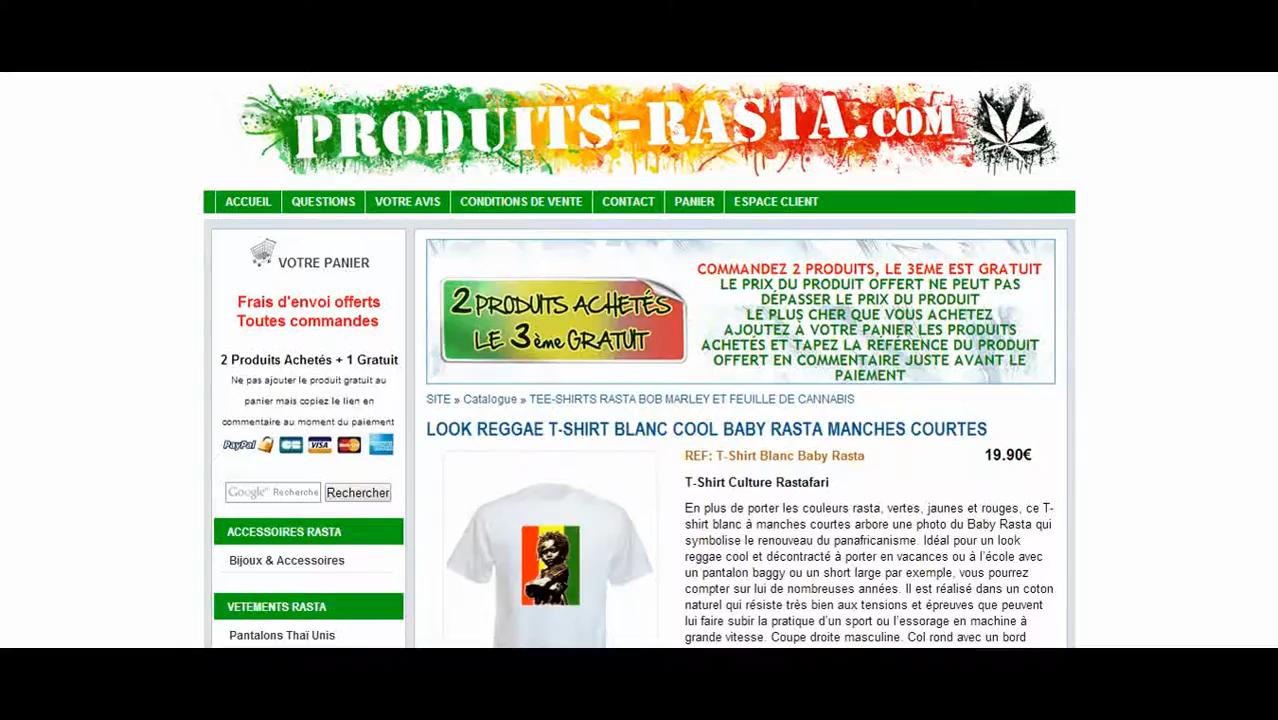 PRODUITS-RASTA.COM
ACCUEIL QUESTIONS VOTRE AVIS CONDITIONS DE VENTE CONTACT PANIER ESPACE CLIENT
VOTRE PANIER
Frais d'envoi offerts
Toutes commandes
2 Produits Achetés + 1 Gratuit
Ne pas ajouter le produit gratuit au
panier mais copiez le lien en
commentaire au moment du paiement
PayPal CB VISA MasterCard
Google Recherche Rechercher
ACCESSOIRES RASTA
Bijoux & Accessoires
VETEMENTS RASTA
Pantalons Thaï Unis
2 PRODUITS ACHETÉS
LE 3ème GRATUIT
COMMANDEZ 2 PRODUITS, LE 3EME EST GRATUIT
LE PRIX DU PRODUIT OFFERT NE PEUT PAS
DÉPASSER LE PRIX DU PRODUIT
LE PLUS CHER QUE VOUS ACHETEZ
AJOUTEZ À VOTRE PANIER LES PRODUITS
ACHETÉS ET TAPEZ LA RÉFÉRENCE DU PRODUIT
OFFERT EN COMMENTAIRE JUSTE AVANT LE
PAIEMENT
SITE » Catalogue » TEE-SHIRTS RASTA BOB MARLEY ET FEUILLE DE CANNABIS
LOOK REGGAE T-SHIRT BLANC COOL BABY RASTA MANCHES COURTES
REF: T-Shirt Blanc Baby Rasta 19.90€
T-Shirt Culture Rastafari
En plus de porter les couleurs rasta, vertes, jaunes et rouges, ce T-
shirt blanc à manches courtes arbore une photo du Baby Rasta qui
symbolise le renouveau du panafricanisme. Idéal pour un look
reggae cool et décontracté à porter en vacances ou à l'école avec
un pantalon baggy ou un short large par exemple, vous pourrez
compter sur lui de nombreuses années. Il est réalisé dans un coton
naturel qui résiste très bien aux tensions et épreuves que peuvent
lui faire subir la pratique d'un sport ou l'essorage en machine à
grande vitesse. Coupe droite masculine. Col rond avec un bord